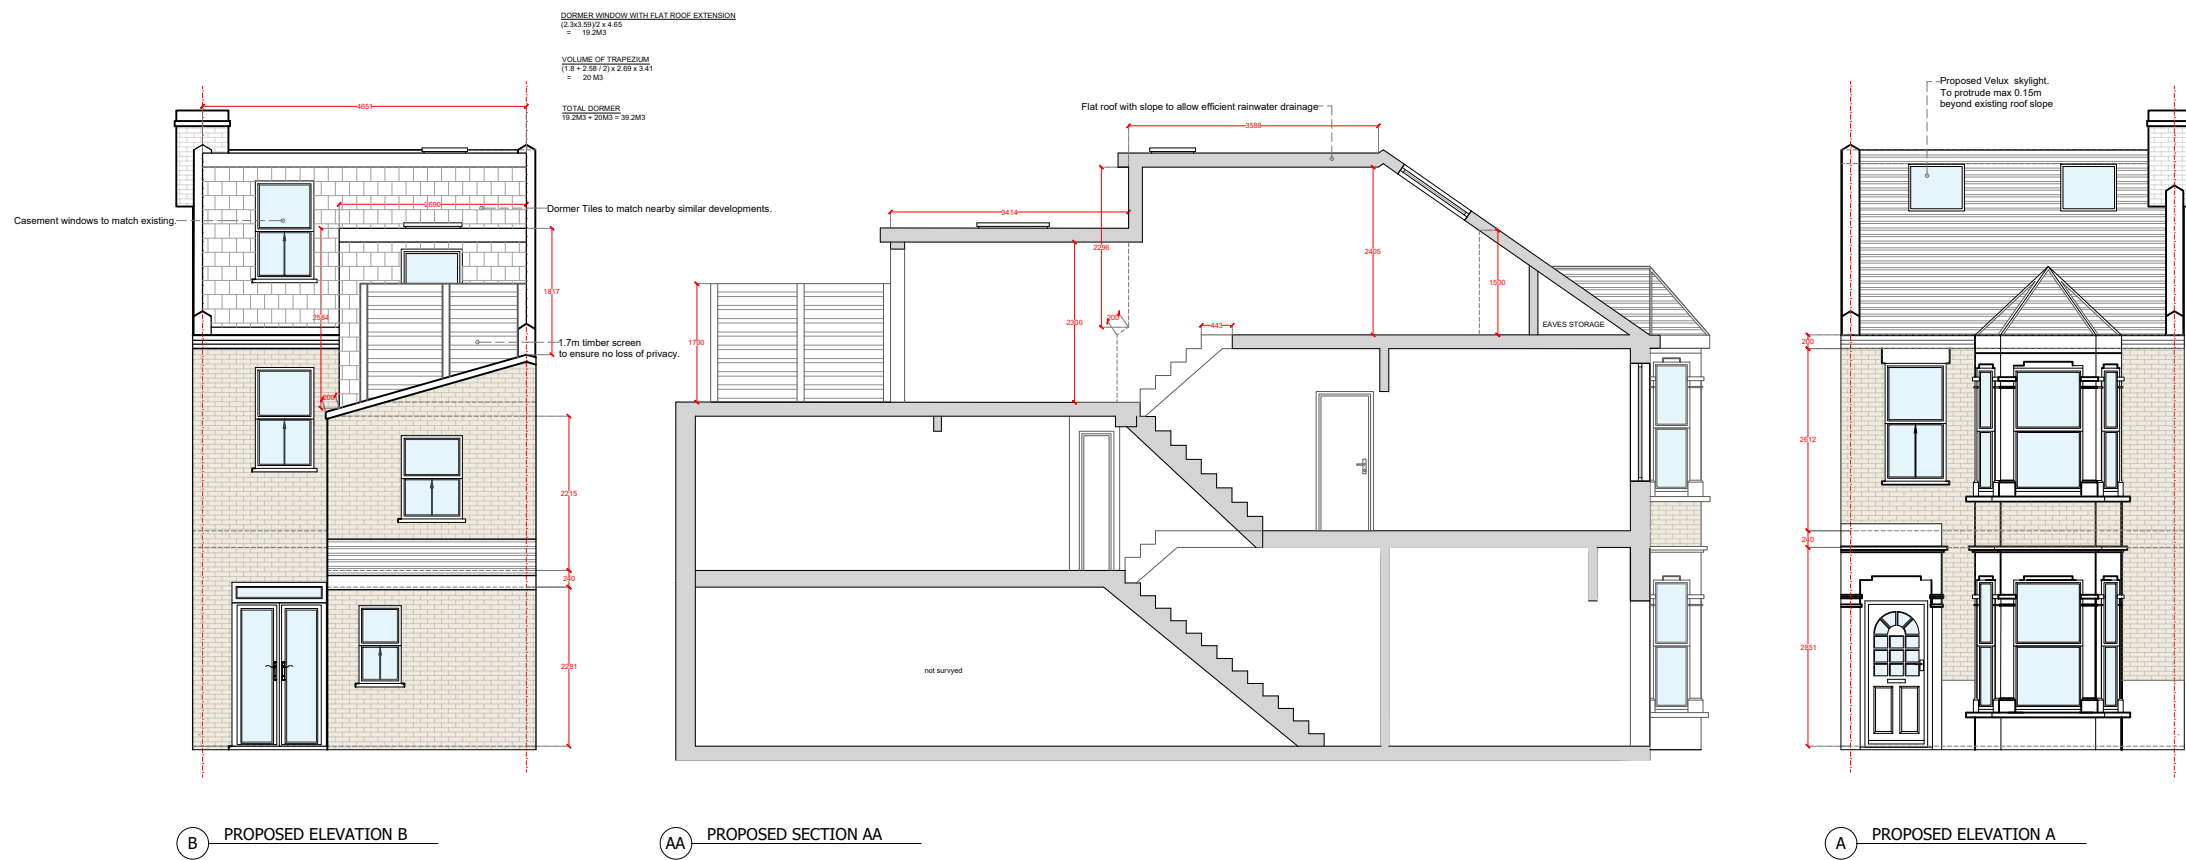 DORMER WINDOW WITH FLAT ROOF EXTENSION
(2.3x3.59)/2 x 4.65
= 19.2M3
VOLUME OF TRAPEZIUM
(1.8 + 2.58 / 2) x 2.69 x 3.41
= 20 M3
TOTAL DORMER
19.2M3 + 20M3 = 39.2M3
4651
Casement windows to match existing.
2690
Dormer Tiles to match nearby similar developments.
2584
1817
1.7m timber screen
to ensure no loss of privacy.
200
2215
240
2281
Flat roof with slope to allow efficient rainwater drainage
3588
3414
2296
2405
1500
200
2300
1700
443
EAVES STORAGE
not survyed
Proposed Velux skylight.
To protrude max 0.15m
beyond existing roof slope
200
2612
240
2851
B PROPOSED ELEVATION B
AA PROPOSED SECTION AA
A PROPOSED ELEVATION A